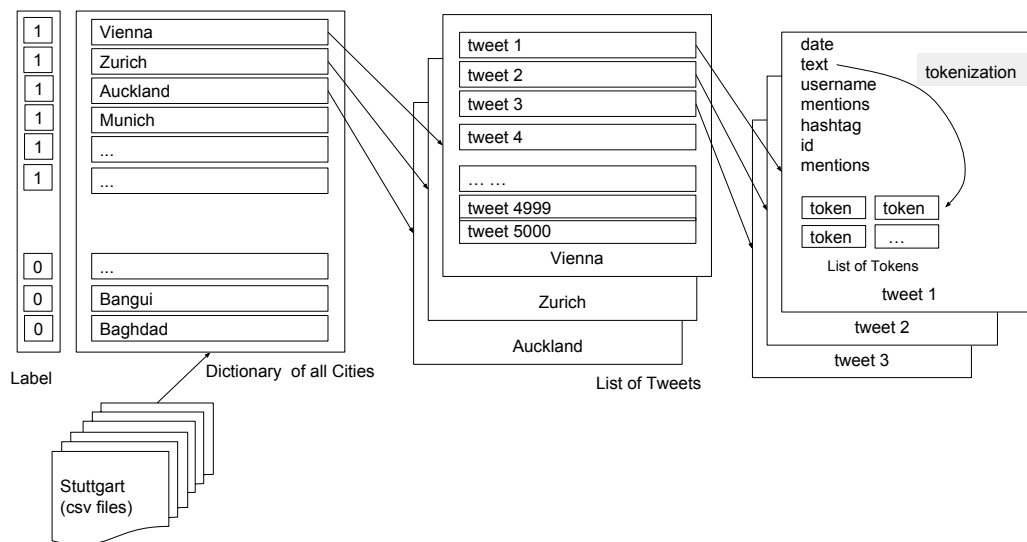 1
1
1
1
1
1
0
0
0
Label
Vienna
Zurich
Auckland
Munich
...
...
...
Bangui
Baghdad
Dictionary of all Cities
Stuttgart
(csv files)
tweet 1
tweet 2
tweet 3
tweet 4
... ...
tweet 4999
tweet 5000
Vienna
Zurich
Auckland
List of Tweets
date
text
username
mentions
hashtag
id
mentions
tokenization
token token
token ...
List of Tokens
tweet 1
tweet 2
tweet 3